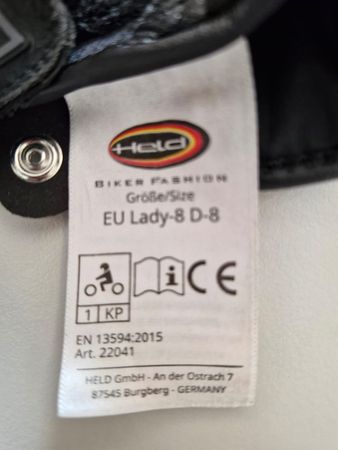 Held
BIKER FASHION
Größe/Size
EU Lady-8 D-8
i CE
1 KP
EN 13594:2015
Art. 22041
HELD GmbH - An der Ostrach 7
87545 Burgberg - GERMANY